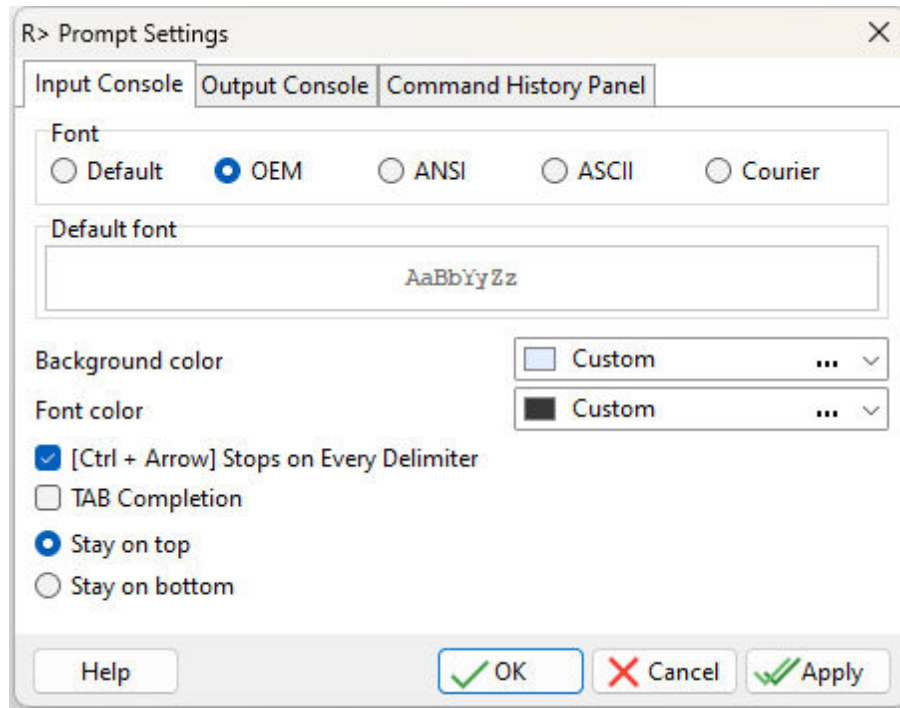 R> Prompt Settings
Input Console Output Console Command History Panel
Font
Default OEM ANSI ASCII Courier
Default font
AaBbYyZz
Background color Custom ...
Font color Custom ...
[Ctrl + Arrow] Stops on Every Delimiter
TAB Completion
Stay on top
Stay on bottom
Help OK Cancel Apply